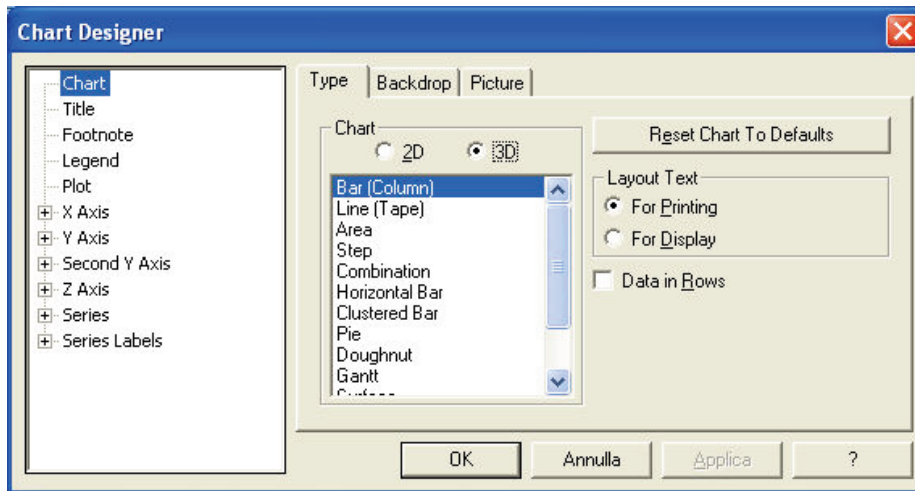 Chart Designer
Chart
Title
Footnote
Legend
Plot
X Axis
Y Axis
Second Y Axis
Z Axis
Series
Series Labels
Type
Backdrop
Picture
Chart
2D
3D
Bar (Column)
Line (Tape)
Area
Step
Combination
Horizontal Bar
Clustered Bar
Pie
Doughnut
Gantt
Reset Chart To Defaults
Layout Text
For Printing
For Display
Data in Rows
OK
Annulla
Applica
?